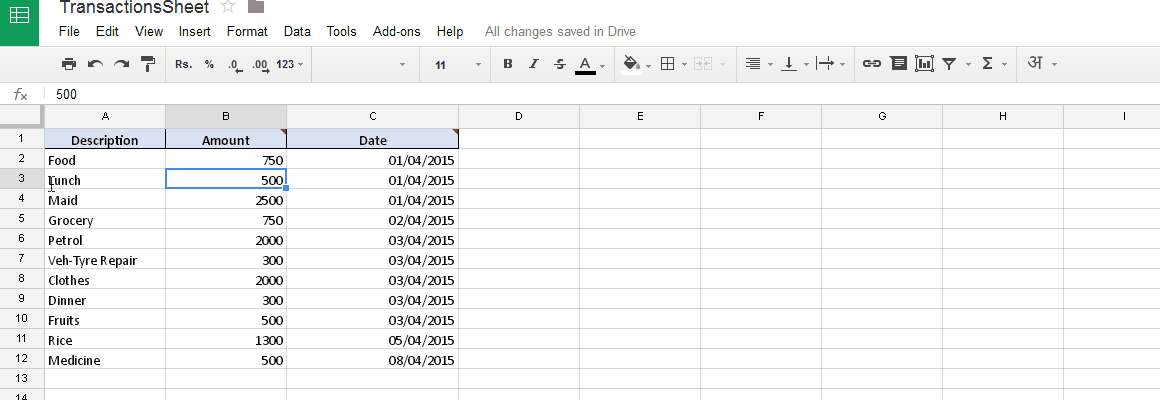 TransactionsSheet
File Edit View Insert Format Data Tools Add-ons Help All changes saved in Drive
Rs. % .0 .00 123 11 B I S A Σ अ
fx 500
A B C D E F G H I
1 Description Amount Date
2 Food 750 01/04/2015
3 Lunch 500 01/04/2015
4 Maid 2500 01/04/2015
5 Grocery 750 02/04/2015
6 Petrol 2000 03/04/2015
7 Veh-Tyre Repair 300 03/04/2015
8 Clothes 2000 03/04/2015
9 Dinner 300 03/04/2015
10 Fruits 500 03/04/2015
11 Rice 1300 05/04/2015
12 Medicine 500 08/04/2015
13
14